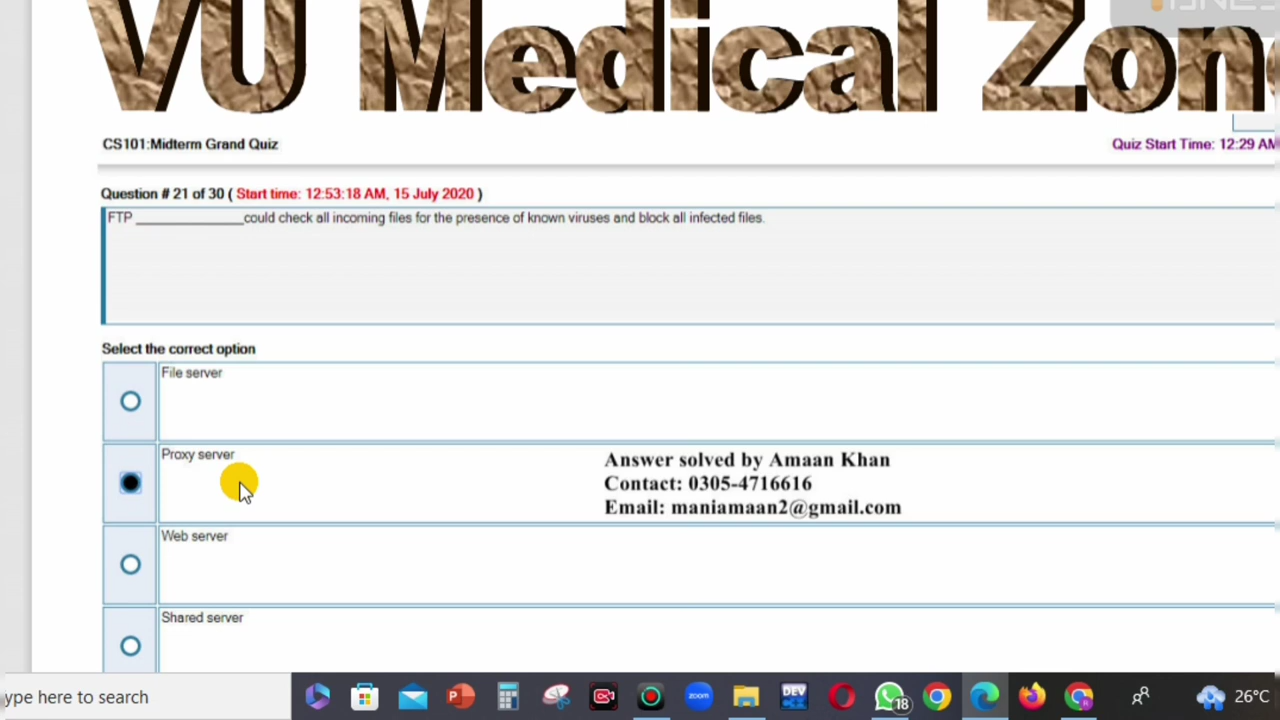 VU Medical Zon
CS101:Midterm Grand Quiz
Quiz Start Time: 12:29 AM
Question # 21 of 30 ( Start time: 12:53:18 AM, 15 July 2020 )
FTP _______________could check all incoming files for the presence of known viruses and block all infected files.
Select the correct option
File server
Proxy server
Answer solved by Amaan Khan
Contact: 0305-4716616
Email: maniamaan2@gmail.com
Web server
Shared server
ype here to search
DEV
zoom
18
26°C